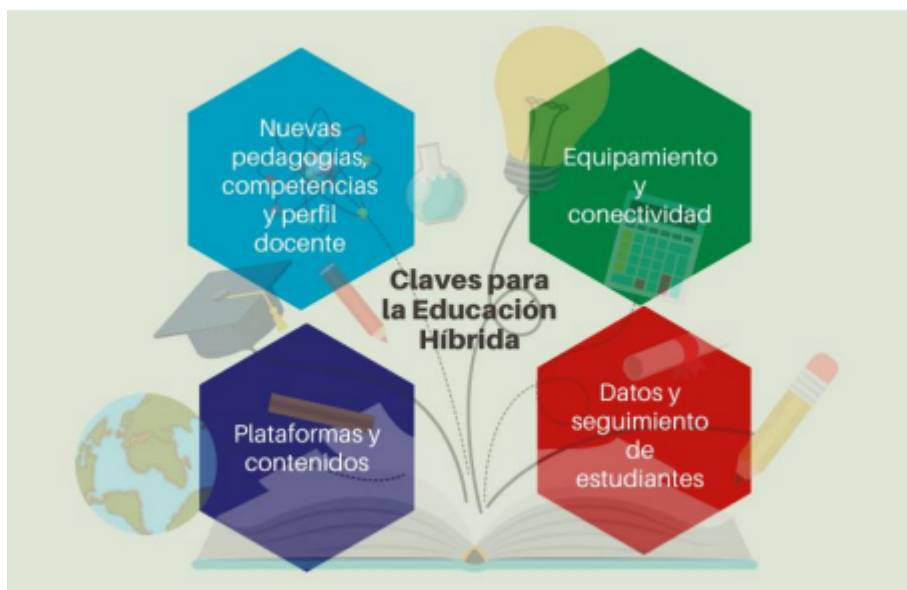 Nuevas
pedagogías,
competencias
y perfil
docente
Equipamiento
y
conectividad
Claves para
la Educación
Híbrida
Plataformas y
contenidos
Datos y
seguimiento
de
estudiantes